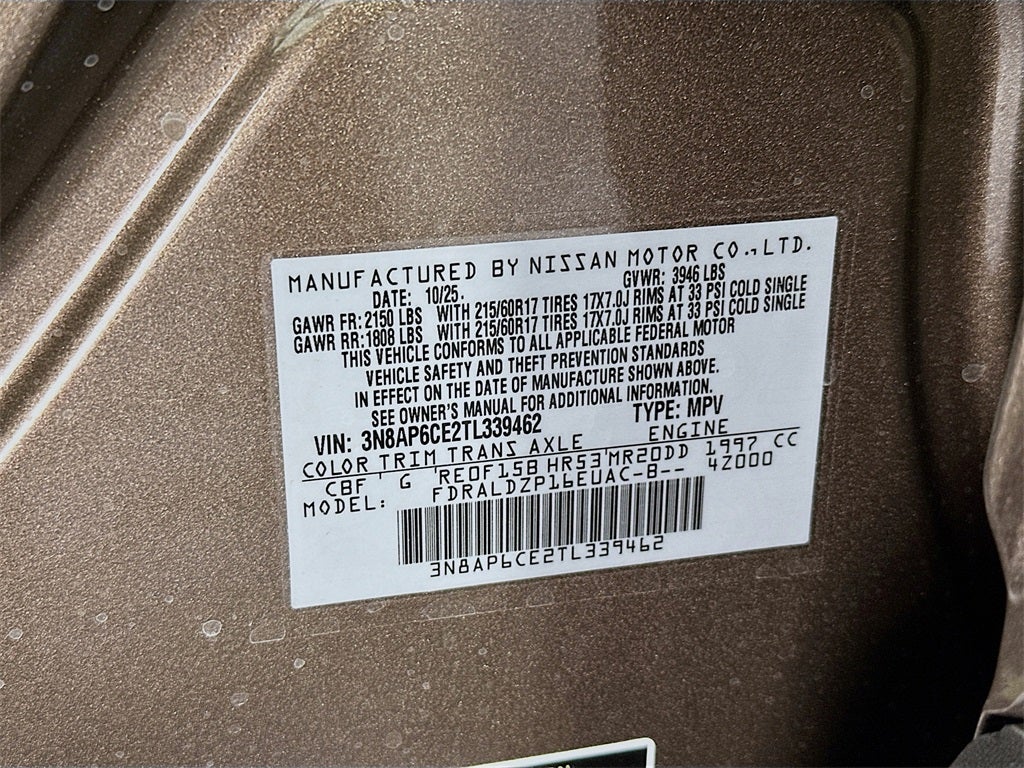 MANUFACTURED BY NISSAN MOTOR CO., LTD.
DATE: 10/25. GVWR: 3946 LBS
GAWR FR: 2150 LBS WITH 215/60R17 TIRES 17X7.0J RIMS AT 33 PSI COLD SINGLE
GAWR RR: 1808 LBS WITH 215/60R17 TIRES 17X7.0J RIMS AT 33 PSI COLD SINGLE
THIS VEHICLE CONFORMS TO ALL APPLICABLE FEDERAL MOTOR
VEHICLE SAFETY AND THEFT PREVENTION STANDARDS
IN EFFECT ON THE DATE OF MANUFACTURE SHOWN ABOVE.
SEE OWNER'S MANUAL FOR ADDITIONAL INFORMATION.
VIN: 3N8AP6CE2TL339462 TYPE: MPV
COLOR TRIM TRANS AXLE ENGINE
CBF ' G 'RE0F15B HR53'MR20DD 1997 CC
MODEL: FDRALDZP16EUAC-B-- 4Z000
3N8AP6CE2TL339462